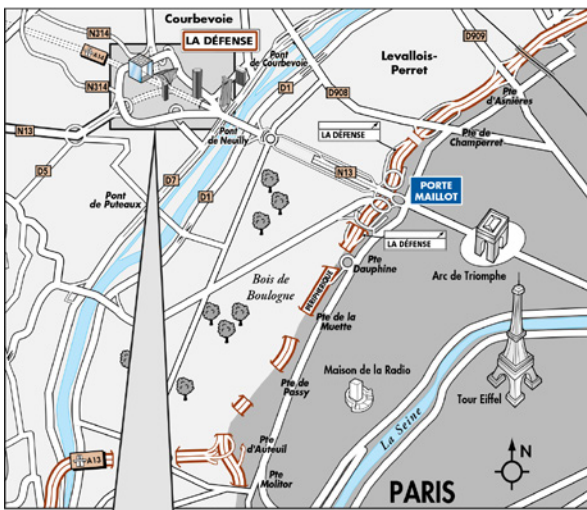 Courbevoie
N314
A14
LA DÉFENSE
D909
Pont
de Courbevoie
Levallois-
Perret
N314
D1
D908
Pte
d'Asnières
N13
LA DÉFENSE
Pte de
Champerret
Pont
de Neuilly
D5
D7
D1
N13
PORTE
MAILLOT
Pont
de Puteaux
LA DÉFENSE
Pte
Dauphine
Arc de Triomphe
Bois de
Boulogne
PERIPHERIQUE
Pte de la
Muette
Maison de la Radio
Pte de
Passy
Tour Eiffel
La Seine
Pte
d'Auteuil
A13
Pte
Molitor
N
PARIS